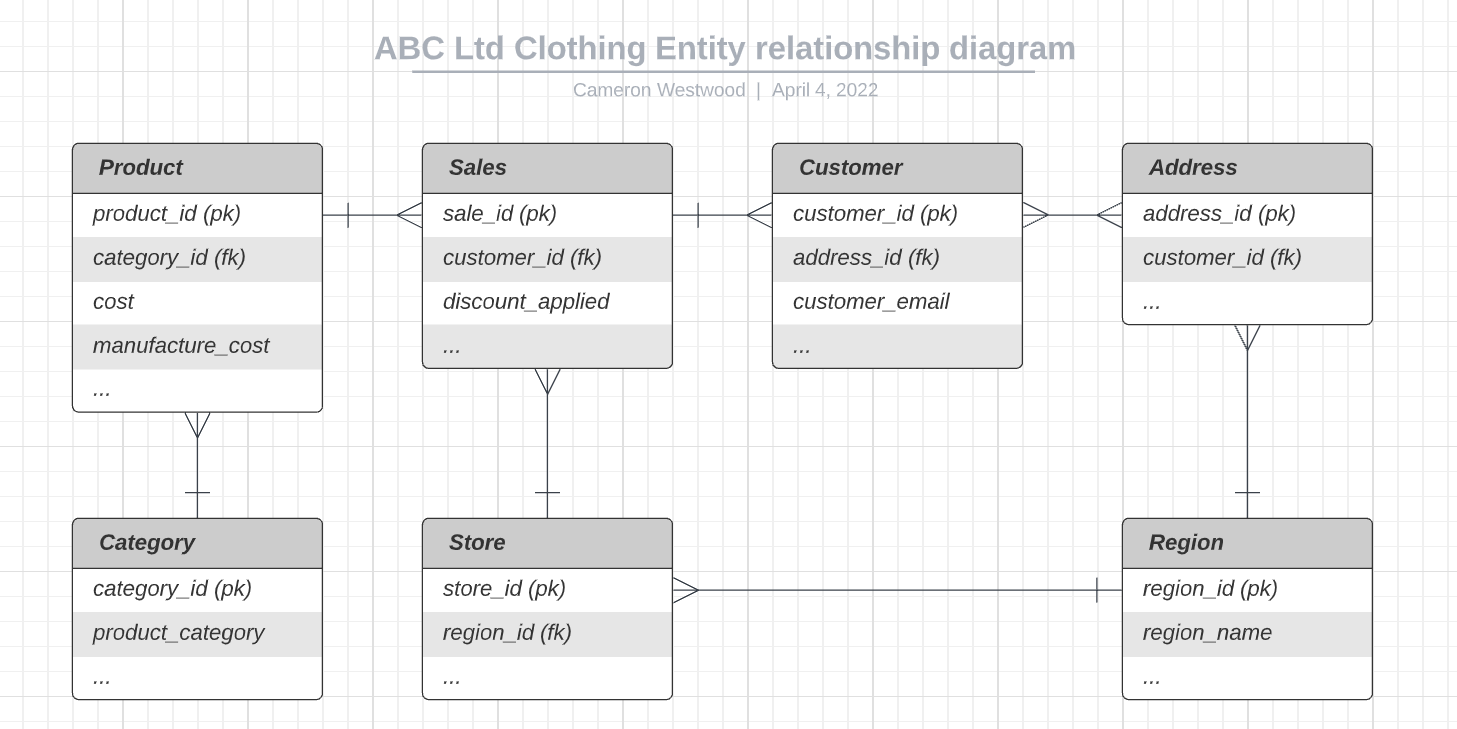 ABC Ltd Clothing Entity relationship diagram
Cameron Westwood | April 4, 2022
Product
product_id (pk)
category_id (fk)
cost
manufacture_cost
...
Sales
sale_id (pk)
customer_id (fk)
discount_applied
...
Customer
customer_id (pk)
address_id (fk)
customer_email
...
Address
address_id (pk)
customer_id (fk)
...
Category
category_id (pk)
product_category
...
Store
store_id (pk)
region_id (fk)
...
Region
region_id (pk)
region_name
...